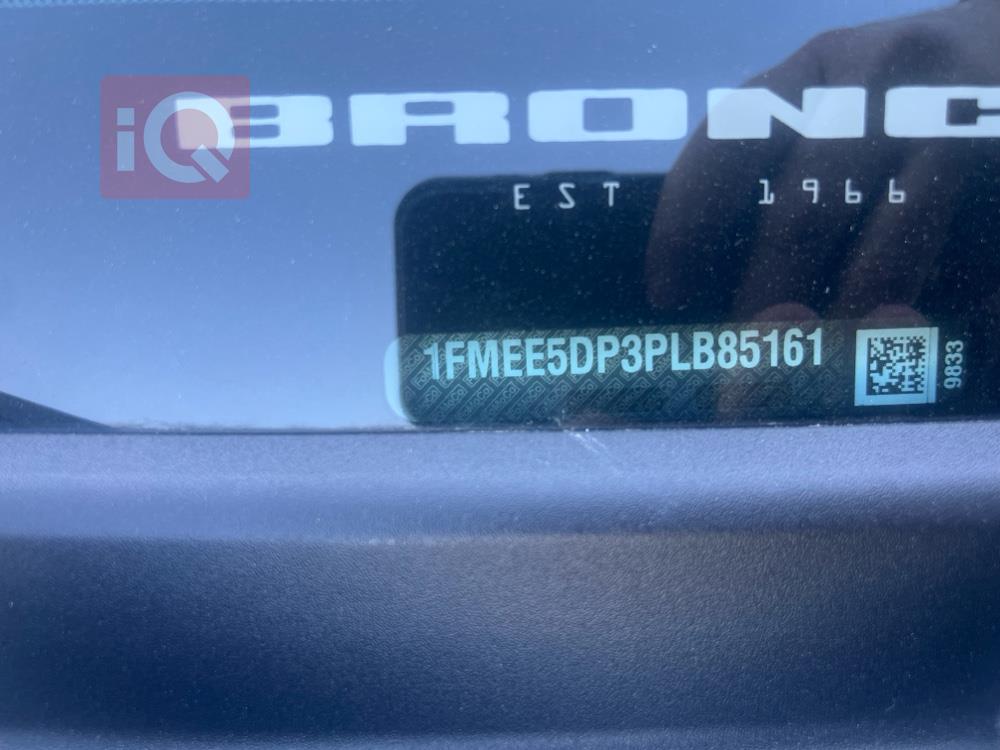 iQ
BRONC
EST 1966
1FMEE5DP3PLB85161
9833